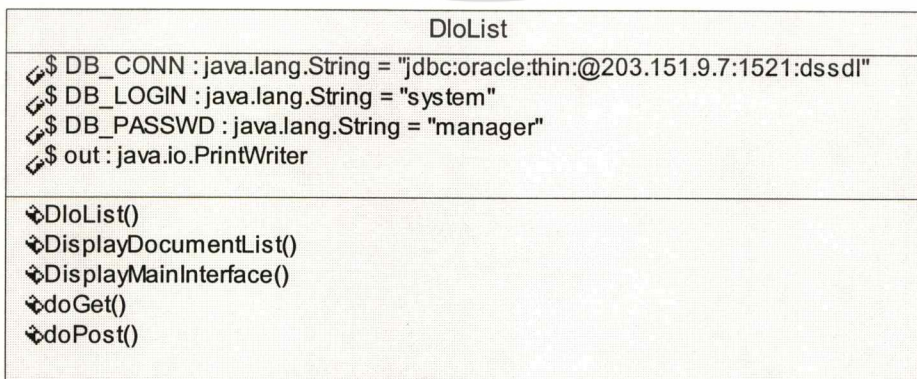 DloList
$ DB_CONN : java.lang.String = "jdbc:oracle:thin:@203.151.9.7:1521:dssdl"
$ DB_LOGIN : java.lang.String = "system"
$ DB_PASSWD : java.lang.String = "manager"
$ out : java.io.PrintWriter
DloList()
DisplayDocumentList()
DisplayMainInterface()
doGet()
doPost()